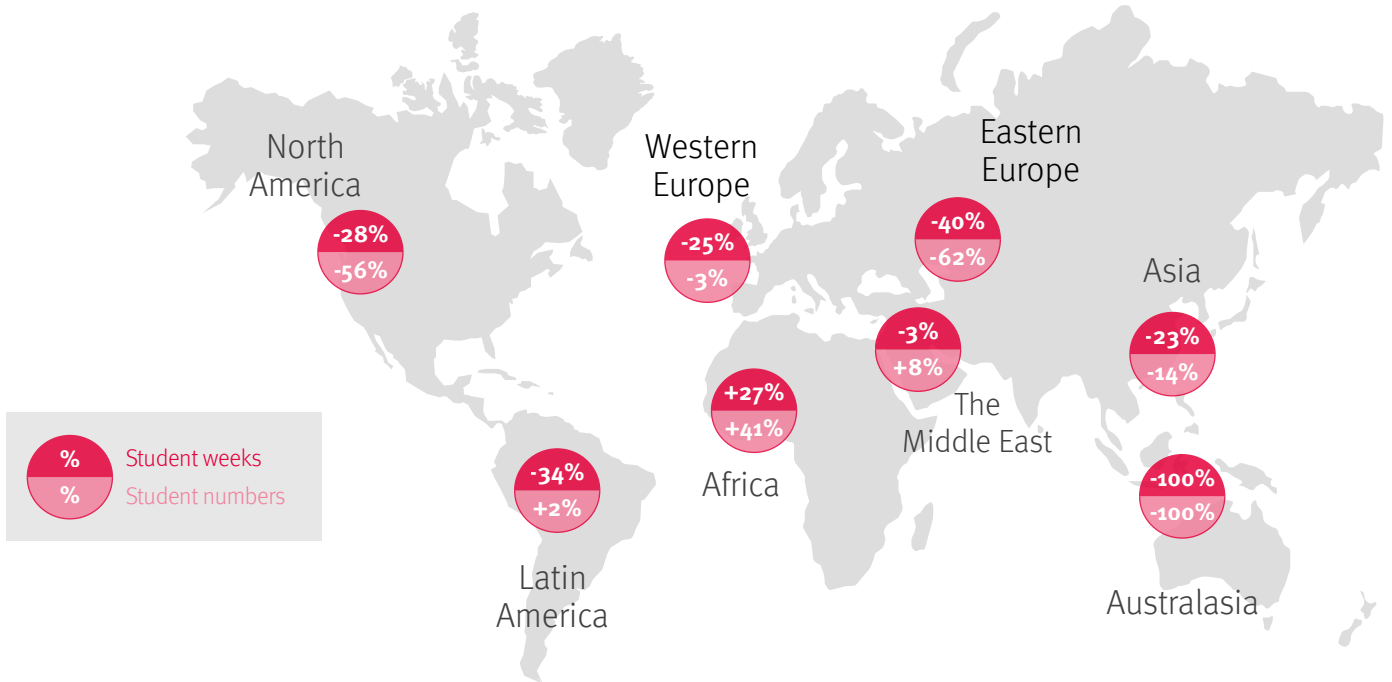 North
America
-28%
-56%
Western
Europe
-25%
-3%
Eastern
Europe
-40%
-62%
Asia
-23%
-14%
-3%
+8%
The
Middle East
+27%
+41%
Africa
-34%
+2%
Latin
America
-100%
-100%
Australasia
% Student weeks
% Student numbers